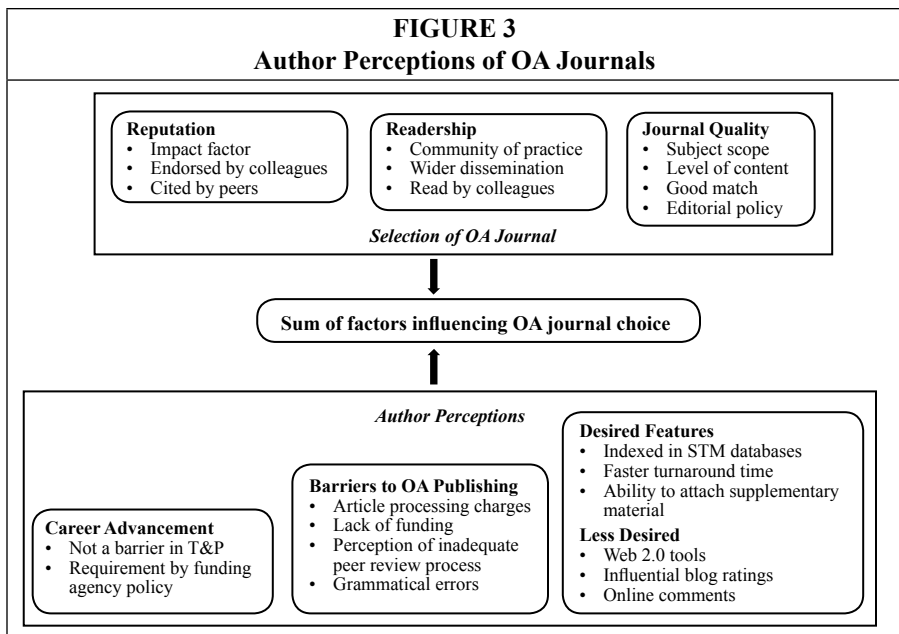 FIGURE 3
Author Perceptions of OA Journals
Reputation
• Impact factor
• Endorsed by colleagues
• Cited by peers
Readership
• Community of practice
• Wider dissemination
• Read by colleagues
Journal Quality
• Subject scope
• Level of content
• Good match
• Editorial policy
Selection of OA Journal
Sum of factors influencing OA journal choice
Author Perceptions
Career Advancement
• Not a barrier in T&P
• Requirement by funding
agency policy
Barriers to OA Publishing
• Article processing charges
• Lack of funding
• Perception of inadequate
peer review process
• Grammatical errors
Desired Features
• Indexed in STM databases
• Faster turnaround time
• Ability to attach supplementary
material
Less Desired
• Web 2.0 tools
• Influential blog ratings
• Online comments